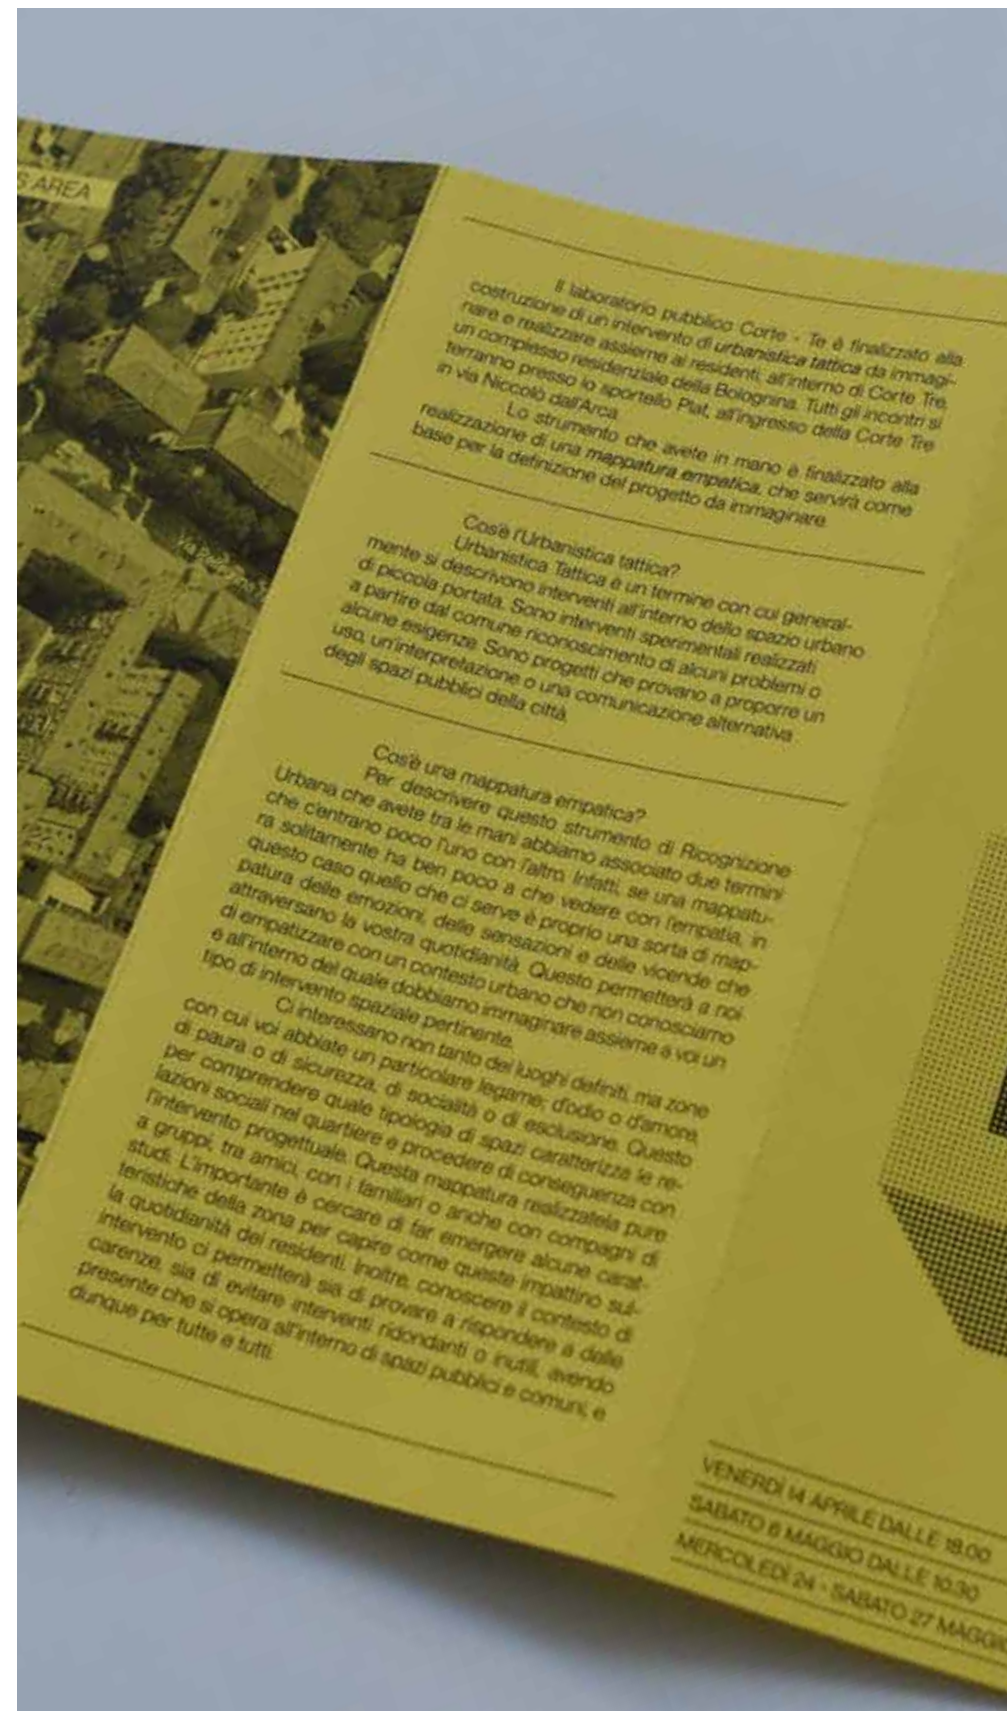 S AREA
Il laboratorio pubblico Corte - Te è finalizzato alla
costruzione di un intervento di urbanistica tattica da immagi-
nare e realizzare assieme ai residenti, all'interno di Corte Tre,
un complesso residenziale della Bolognina. Tutti gli incontri si
terranno presso lo sportello Plat, all'ingresso della Corte Tre
in via Niccolò dall'Arca.
Lo strumento che avete in mano è finalizzato alla
realizzazione di una mappatura empatica, che servirà come
base per la definizione del progetto da immaginare.
Cos'è l'Urbanistica tattica?
Urbanistica Tattica è un termine con cui general-
mente si descrivono interventi all'interno dello spazio urbano
di piccola portata. Sono interventi sperimentali realizzati
a partire dal comune riconoscimento di alcuni problemi o
alcune esigenze. Sono progetti che provano a proporre un
uso, un'interpretazione o una comunicazione alternativa
degli spazi pubblici della città.
Cos'è una mappatura empatica?
Per descrivere questo strumento di Ricognizione
Urbana che avete tra le mani abbiamo associato due termini
che c'entrano poco l'uno con l'altro. Infatti, se una mappatu-
ra solitamente ha ben poco a che vedere con l'empatia, in
questo caso quello che ci serve è proprio una sorta di map-
patura delle emozioni, delle sensazioni e delle vicende che
attraversano la vostra quotidianità. Questo permetterà a noi
di empatizzare con un contesto urbano che non conosciamo
e all'interno del quale dobbiamo immaginare assieme a voi un
tipo di intervento spaziale pertinente.
Ci interessano non tanto dei luoghi definiti, ma zone
con cui voi abbiate un particolare legame; d'odio o d'amore,
di paura o di sicurezza, di socialità o di esclusione. Questo
per comprendere quale tipologia di spazi caratterizza le re-
lazioni sociali nel quartiere e procedere di conseguenza con
l'intervento progettuale. Questa mappatura realizzatela pure
a gruppi, tra amici, con i familiari o anche con compagni di
studi. L'importante è cercare di far emergere alcune carat-
teristiche della zona per capire come queste impattino sul-
la quotidianità dei residenti. Inoltre, conoscere il contesto di
intervento ci permetterà sia di provare a rispondere a delle
carenze, sia di evitare interventi ridondanti o inutili, avendo
presente che si opera all'interno di spazi pubblici e comuni, e
dunque per tutte e tutti.
VENERDÌ 14 APRILE DALLE 18.00
SABATO 6 MAGGIO DALLE 10.30
MERCOLEDÌ 24 - SABATO 27 MAGGIO